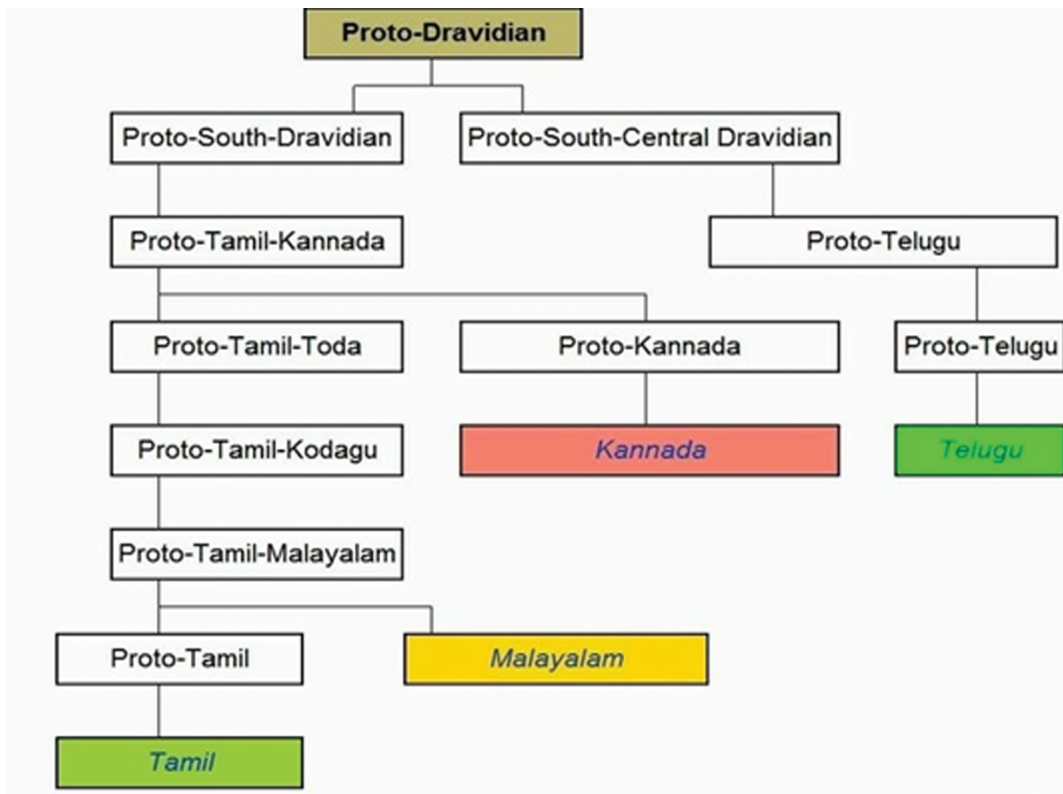 Proto-Dravidian
Proto-South-Dravidian
Proto-South-Central Dravidian
Proto-Tamil-Kannada
Proto-Telugu
Proto-Tamil-Toda
Proto-Kannada
Proto-Telugu
Proto-Tamil-Kodagu
Kannada
Telugu
Proto-Tamil-Malayalam
Proto-Tamil
Malayalam
Tamil